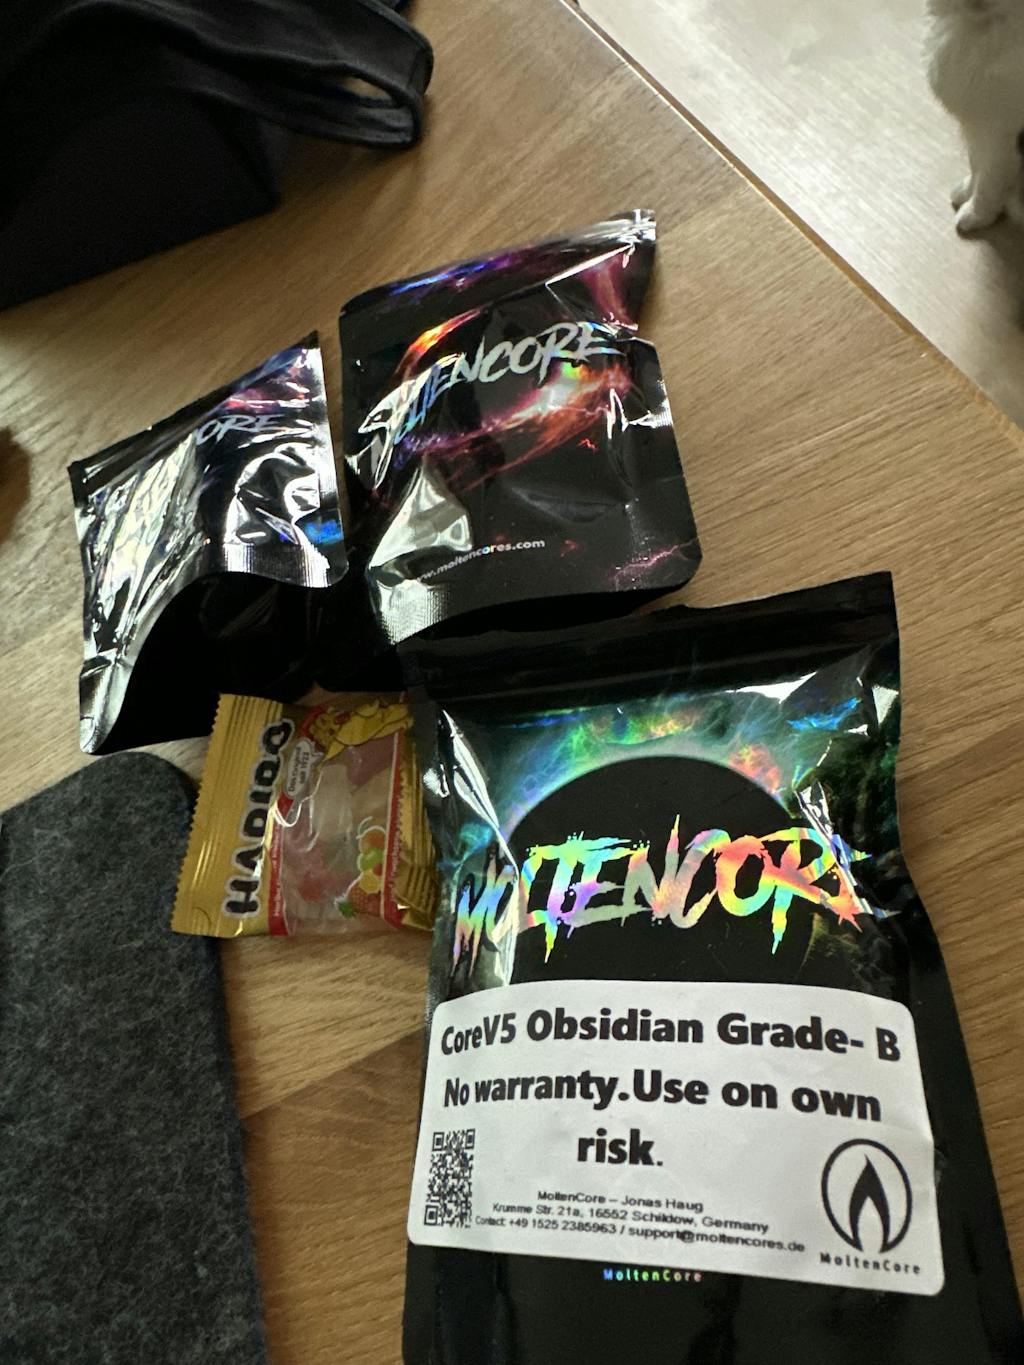 CORE
MOLTENCORE
www.moltencores.com
HARIBO
MOLTENCORE
CoreV5 Obsidian Grade- B
No warranty.Use on own
risk.
MoltenCore – Jonas Haug
Krumme Str. 21a, 16552 Schildow, Germany
Contact: +49 1525 2385963 / support@moltencores.de
MoltenCore
MoltenCore